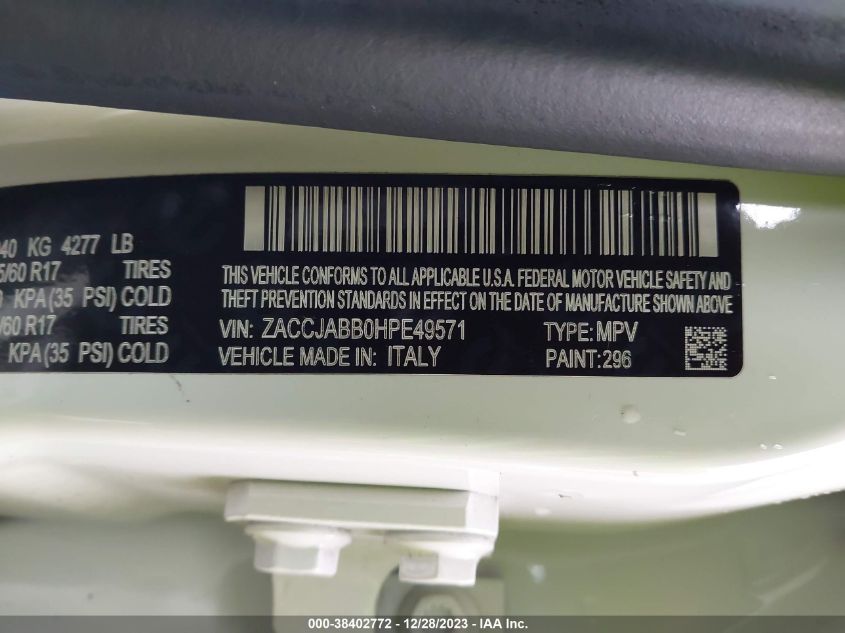 KG 4277 LB
/60 R17 TIRES
KPA (35 PSI) COLD
/60 R17 TIRES
KPA (35 PSI) COLD
THIS VEHICLE CONFORMS TO ALL APPLICABLE U.S.A. FEDERAL MOTOR VEHICLE SAFETY AND
THEFT PREVENTION STANDARDS IN EFFECT ON THE DATE OF MANUFACTURE SHOWN ABOVE
VIN: ZACCJABB0HPE49571 TYPE: MPV
VEHICLE MADE IN: ITALY PAINT: 296
000-38402772 - 12/28/2023 - IAA Inc.